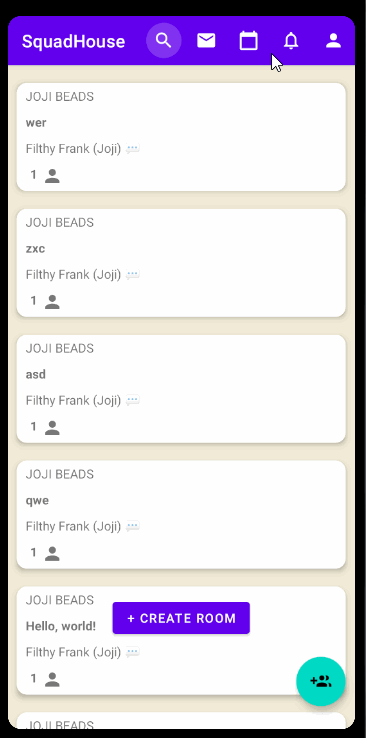 SquadHouse
JOJI BEADS
wer
Filthy Frank (Joji) 💬
1
JOJI BEADS
zxc
Filthy Frank (Joji) 💬
1
JOJI BEADS
asd
Filthy Frank (Joji) 💬
1
JOJI BEADS
qwe
Filthy Frank (Joji) 💬
1
JOJI BEADS
Hello, world!
+ CREATE ROOM
Filthy Frank (Joji) 💬
1
JOJI BEADS